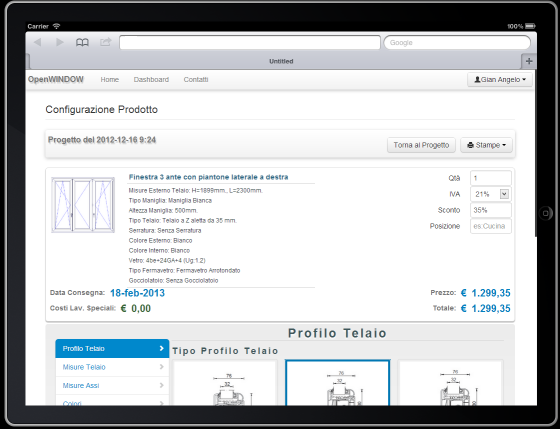 Carrier
100%
Google
Untitled
OpenWINDOW Home Dashboard Contatti Gian Angelo
Configurazione Prodotto
Progetto del 2012-12-16 9:24 Torna al Progetto Stampe
Finestra 3 ante con piantone laterale a destra
Misure Esterno Telaio: H=1899mm., L=2300mm.
Tipo Maniglia: Maniglia Bianca
Altezza Maniglia: 500mm.
Tipo Telaio: Telaio a Z aletta da 35 mm.
Serratura: Senza Serratura
Colore Esterno: Bianco
Colore Interno: Bianco
Vetro: 4be+24GA+4 (Ug:1.2)
Tipo Fermavetro: Fermavetro Arrotondato
Gocciolatoio: Senza Gocciolatoio
Qtà 1
IVA 21%
Sconto 35%
Posizione es:Cucina
Data Consegna: 18-feb-2013 Prezzo: € 1.299,35
Costi Lav. Speciali: € 0,00 Totale: € 1.299,35
Profilo Telaio
Profilo Telaio
Misure Telaio
Misure Assi
Colori
Tipo Profilo Telaio
76 76 76
32 32 32